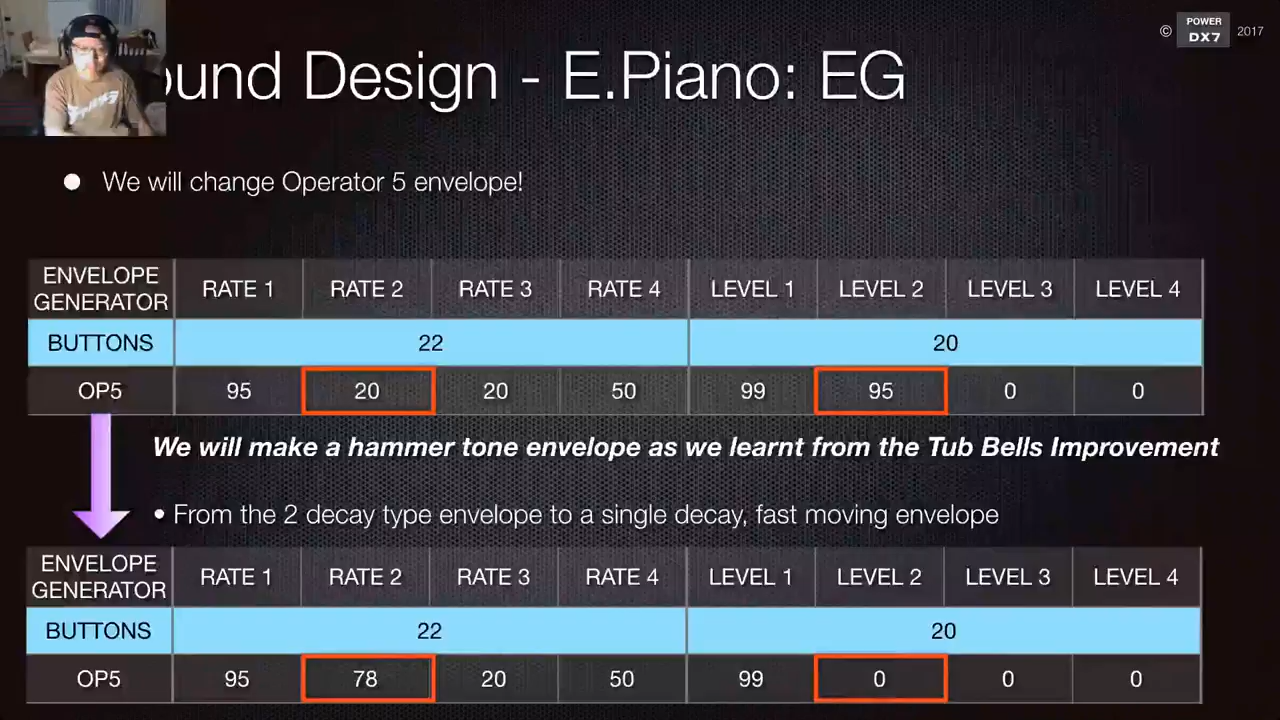 © POWER DX7 2017
ound Design - E.Piano: EG
● We will change Operator 5 envelope!
ENVELOPE GENERATOR RATE 1 RATE 2 RATE 3 RATE 4 LEVEL 1 LEVEL 2 LEVEL 3 LEVEL 4
BUTTONS 22 20
OP5 95 20 20 50 99 95 0 0
We will make a hammer tone envelope as we learnt from the Tub Bells Improvement
• From the 2 decay type envelope to a single decay, fast moving envelope
ENVELOPE GENERATOR RATE 1 RATE 2 RATE 3 RATE 4 LEVEL 1 LEVEL 2 LEVEL 3 LEVEL 4
BUTTONS 22 20
OP5 95 78 20 50 99 0 0 0